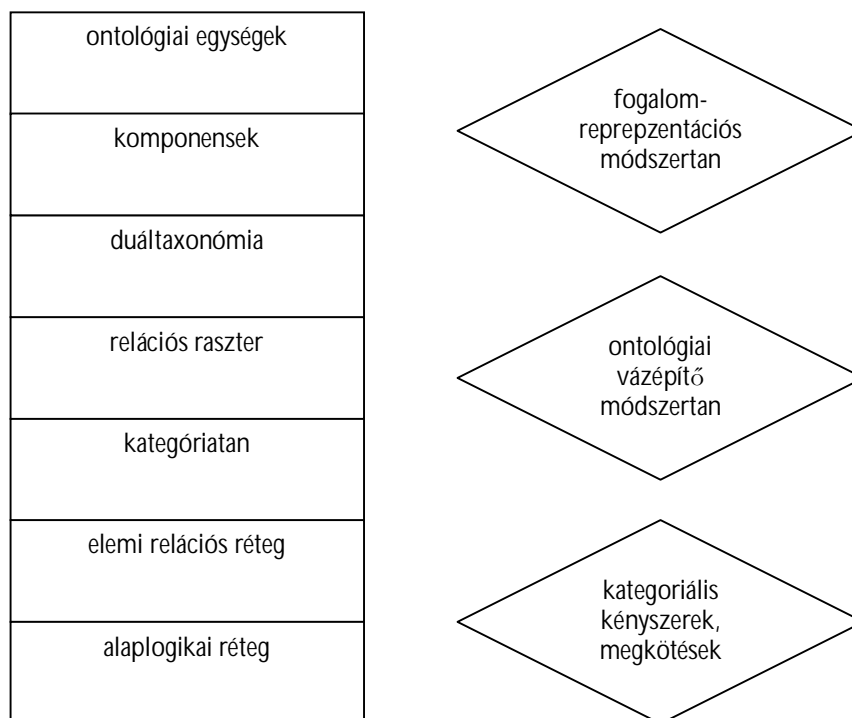 ontológiai egységek
komponensek
duáltaxonómia
relációs raszter
kategóriatan
elemi relációs réteg
alaplogikai réteg
fogalom-
reprepzentációs
módszertan
ontológiai
vázépítő
módszertan
kategoriális
kényszerek,
megkötések